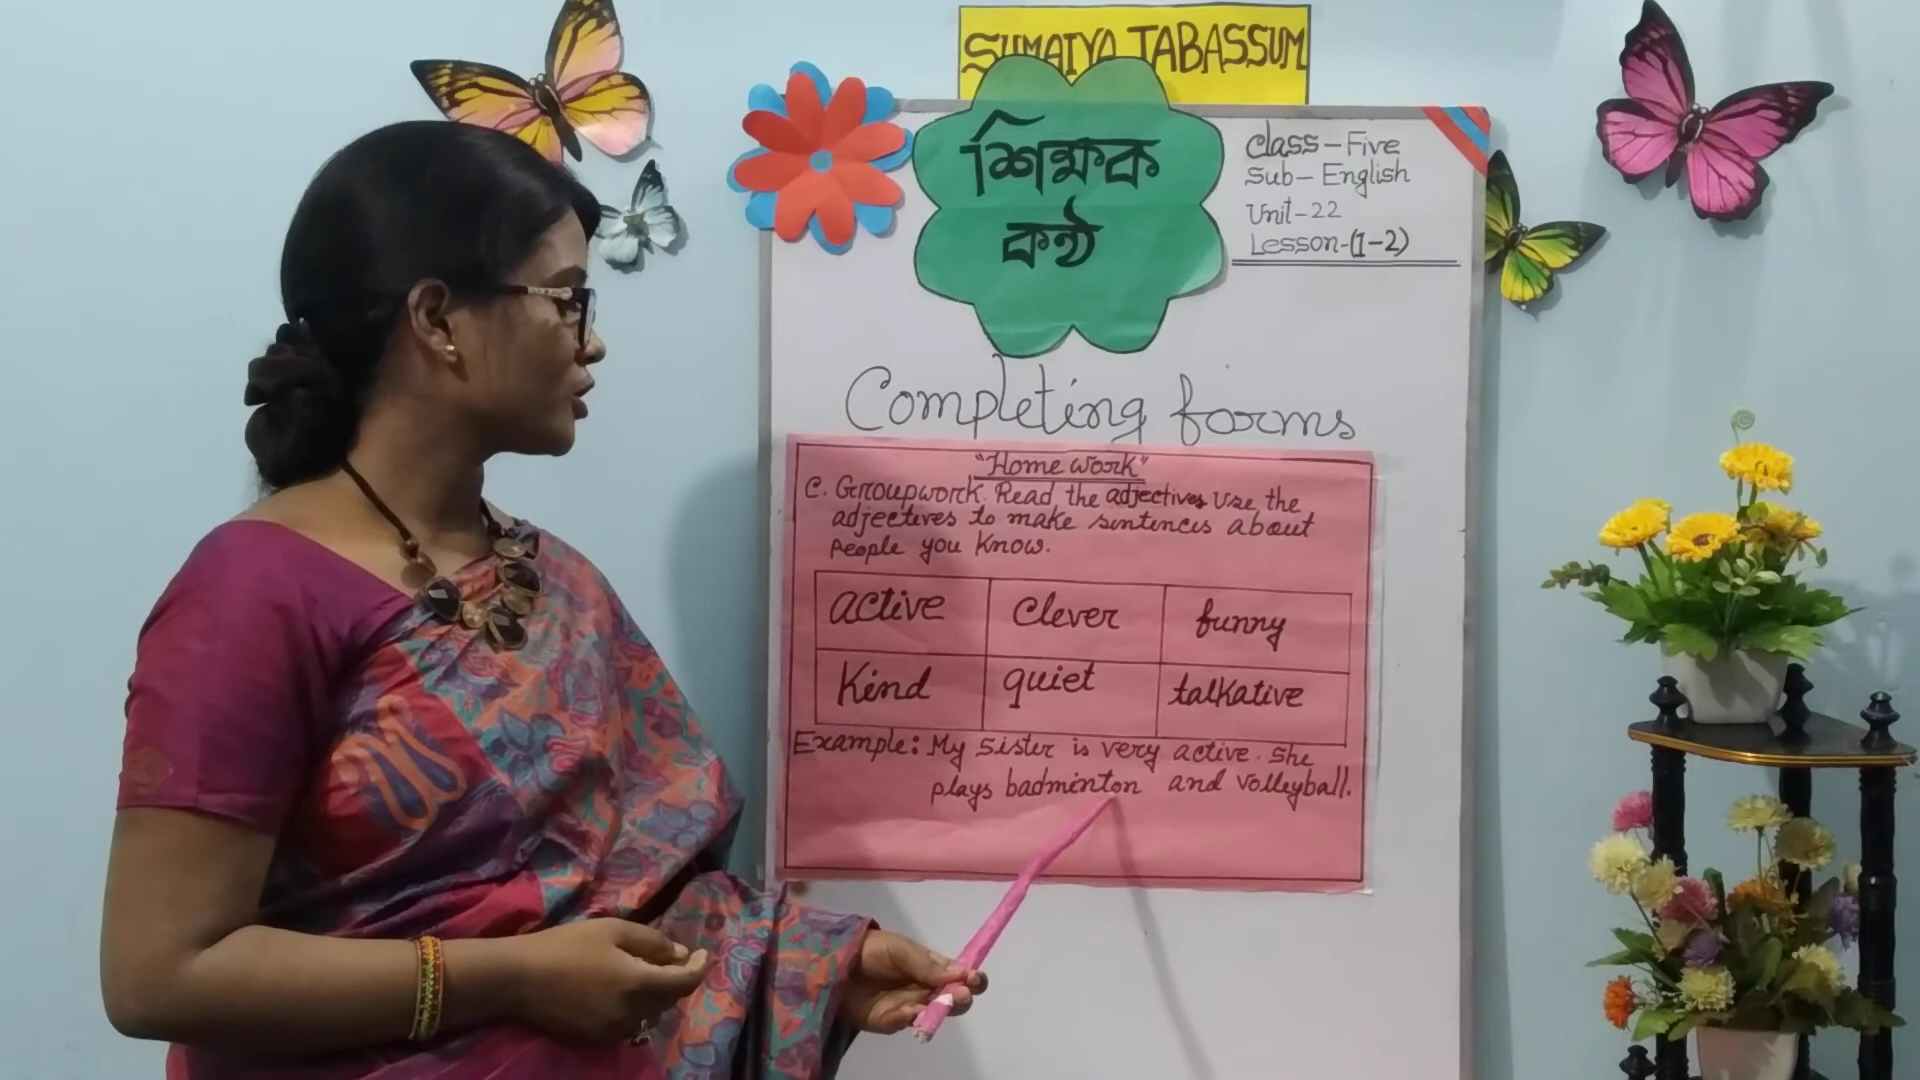 SUMAIYA TABASSUM
শিক্ষক
কন্ঠ
Class-Five
Sub-English
Unit-22
Lesson-(1-2)
Completing forms
"Home work"
C. Groupwork. Read the adjectives Use the
adjectives to make sentences about
People you know.
active clever funny
Kind quiet talkative
Example: My Sister is very active. She
plays badminton and volleyball.